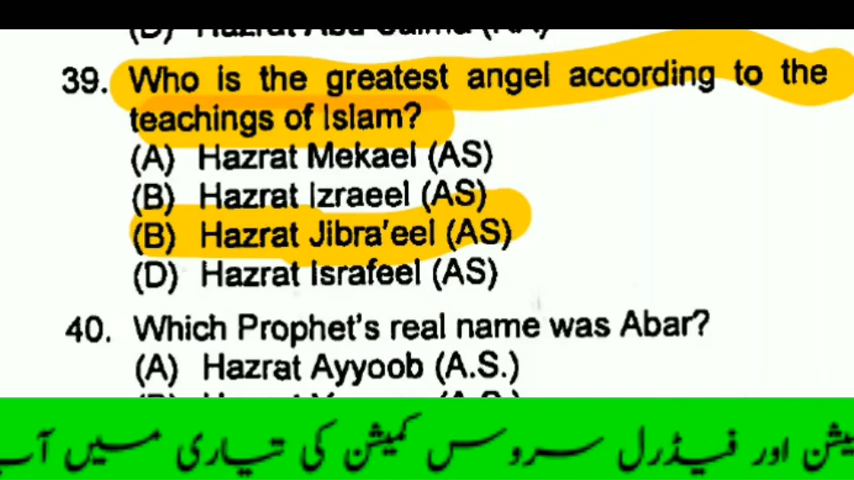 39. Who is the greatest angel according to the
teachings of Islam?
(A) Hazrat Mekael (AS)
(B) Hazrat Izraeel (AS)
(B) Hazrat Jibra'eel (AS)
(D) Hazrat Israfeel (AS)
40. Which Prophet's real name was Abar?
(A) Hazrat Ayyoob (A.S.)
اور فیڈرل سروس کمیشن کی تیاری میں